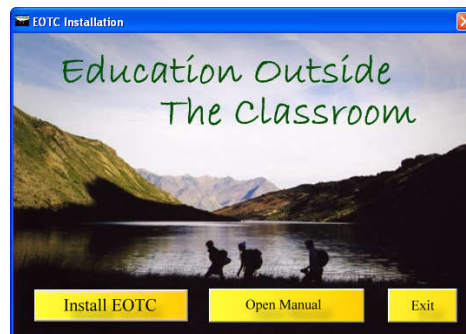 EOTC Installation
Education Outside
The Classroom
Install EOTC
Open Manual
Exit